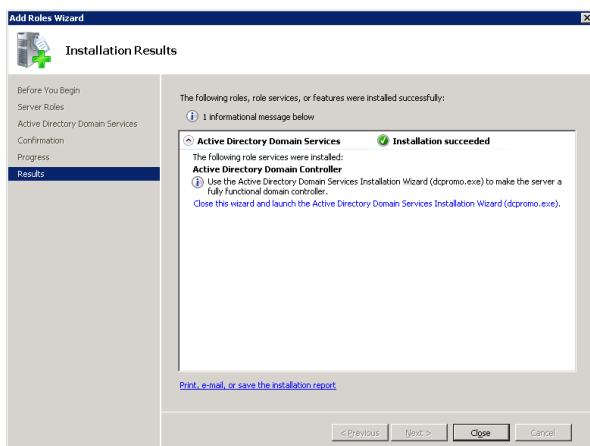 Add Roles Wizard
Installation Results
Before You Begin
Server Roles
Active Directory Domain Services
Confirmation
Progress
Results
The following roles, role services, or features were installed successfully:
1 informational message below
Active Directory Domain Services Installation succeeded
The following role services were installed:
Active Directory Domain Controller
Use the Active Directory Domain Services Installation Wizard (dcpromo.exe) to make the server a
fully functional domain controller.
Close this wizard and launch the Active Directory Domain Services Installation Wizard (dcpromo.exe).
Print, e-mail, or save the installation report
< Previous Next > Close Cancel